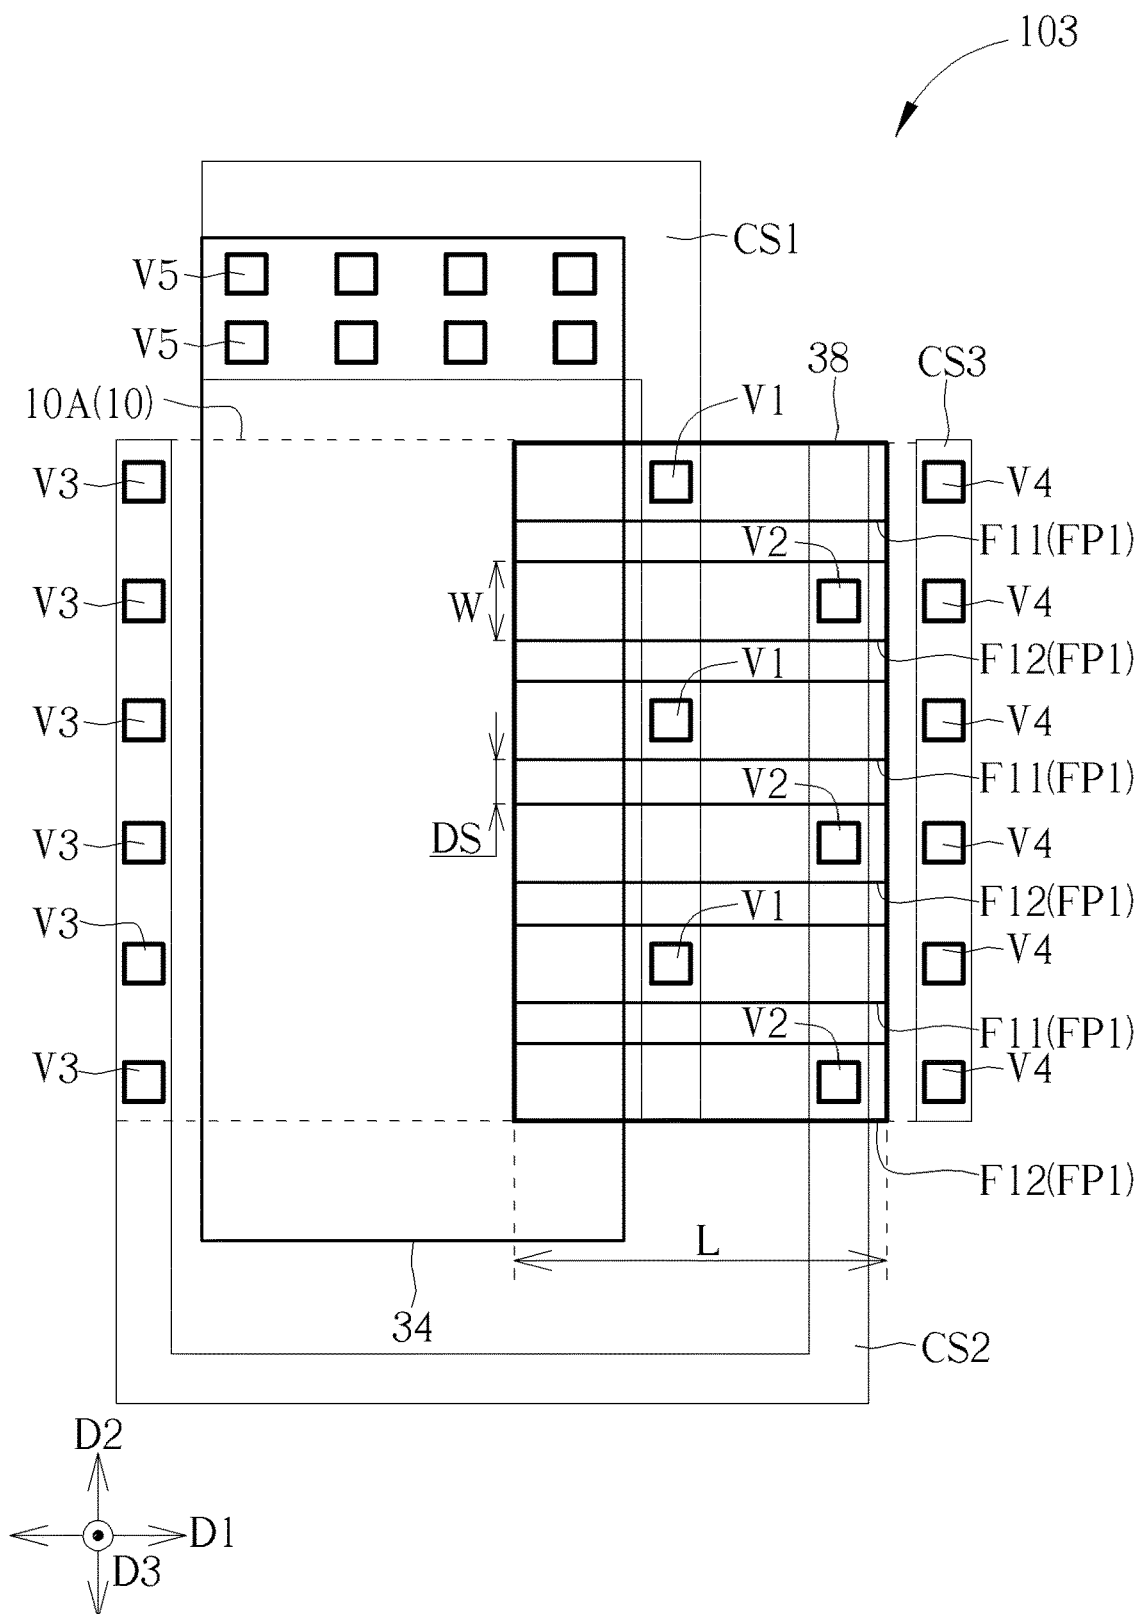 103
CS1
V5
V5
38
CS3
V1
10A(10)
V3
V4
F11(FP1)
V2
W
V3
V4
F12(FP1)
V1
V3
V4
F11(FP1)
V2
DS
V3
V4
F12(FP1)
V1
V3
V4
F11(FP1)
V2
V3
V4
F12(FP1)
L
34
CS2
D2
D1
D3